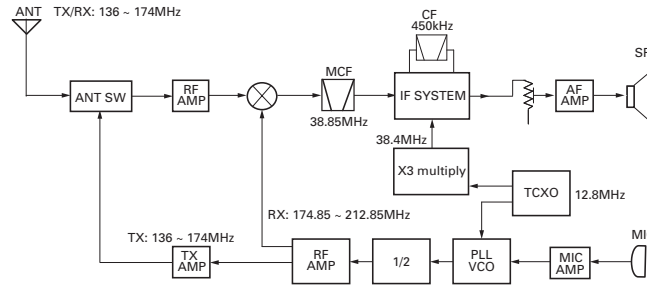 ANT
TX/RX: 136 ~ 174MHz
CF
450kHz
SP
MCF
ANT SW
RF
AMP
IF SYSTEM
AF
AMP
38.85MHz
38.4MHz
X3 multiply
TCXO
12.8MHz
RX: 174.85 ~ 212.85MHz
TX: 136 ~ 174MHz
TX
AMP
RF
AMP
1/2
PLL
VCO
MIC
AMP